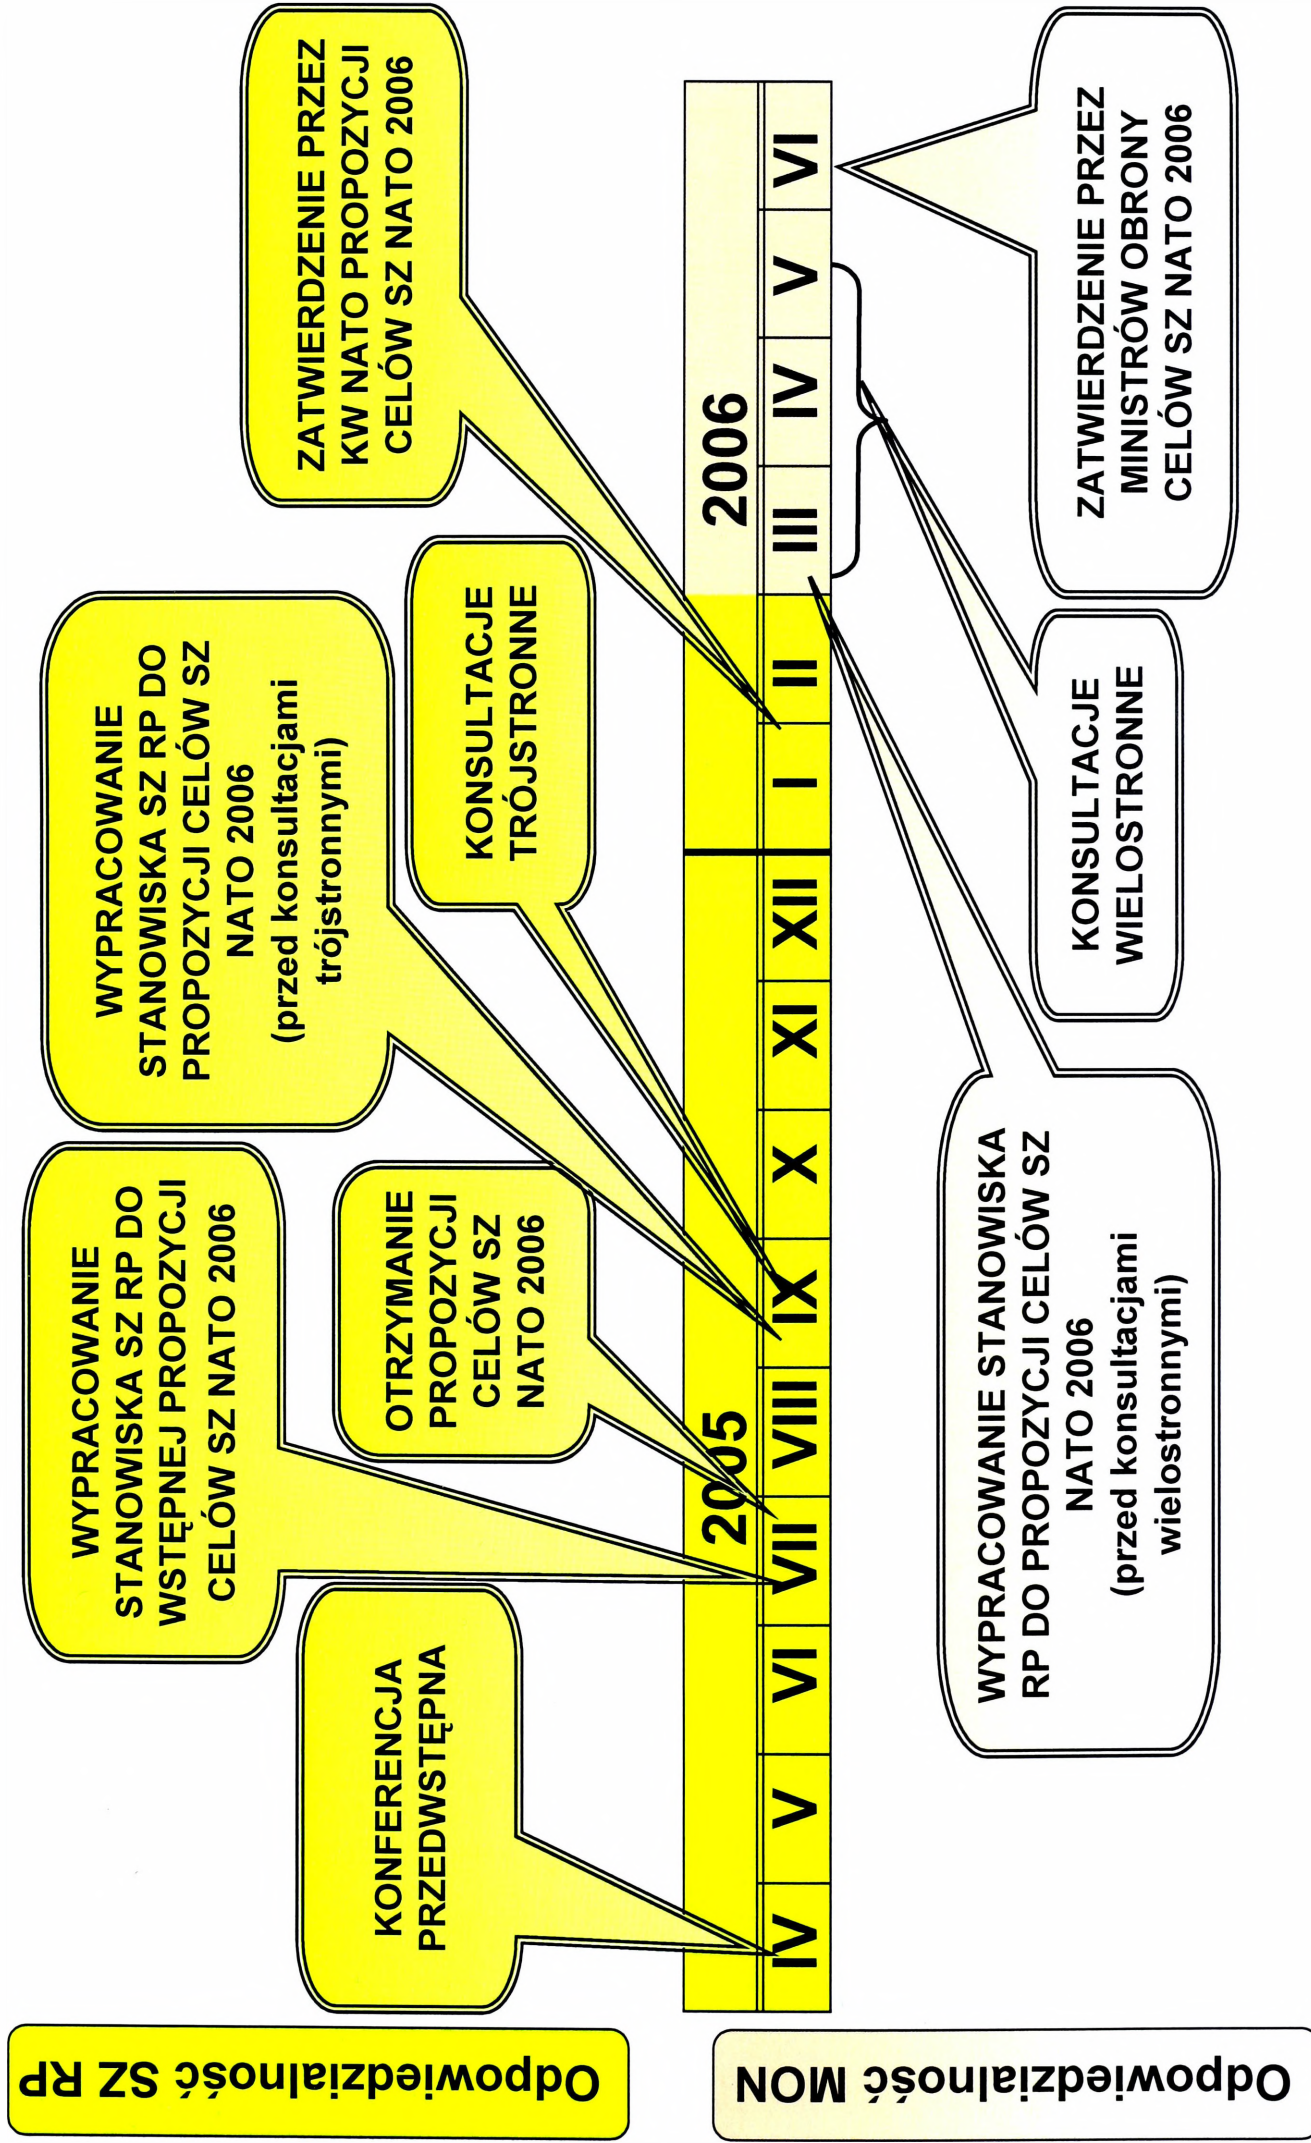 Odpowiedzialność SZ RP
Odpowiedzialność MON
KONFERENCJA
PRZEDWSTĘPNA
WYPRACOWANIE
STANOWISKA SZ RP DO
WSTĘPNEJ PROPOZYCJI
CELÓW SZ NATO 2006
OTRZYMANIE
PROPOZYCJI
CELÓW SZ
NATO 2006
WYPRACOWANIE
STANOWISKA SZ RP DO
PROPOZYCJI CELÓW SZ
NATO 2006
(przed konsultacjami
trójstronnymi)
KONSULTACJE
TRÓJSTRONNE
ZATWIERDZENIE PRZEZ
KW NATO PROPOZYCJI
CELÓW SZ NATO 2006
2005 2006
IV V VI VII VIII IX X XI XII I II III IV V VI
WYPRACOWANIE STANOWISKA
RP DO PROPOZYCJI CELÓW SZ
NATO 2006
(przed konsultacjami
wielostronnymi)
KONSULTACJE
WIELOSTRONNE
ZATWIERDZENIE PRZEZ
MINISTRÓW OBRONY
CELÓW SZ NATO 2006